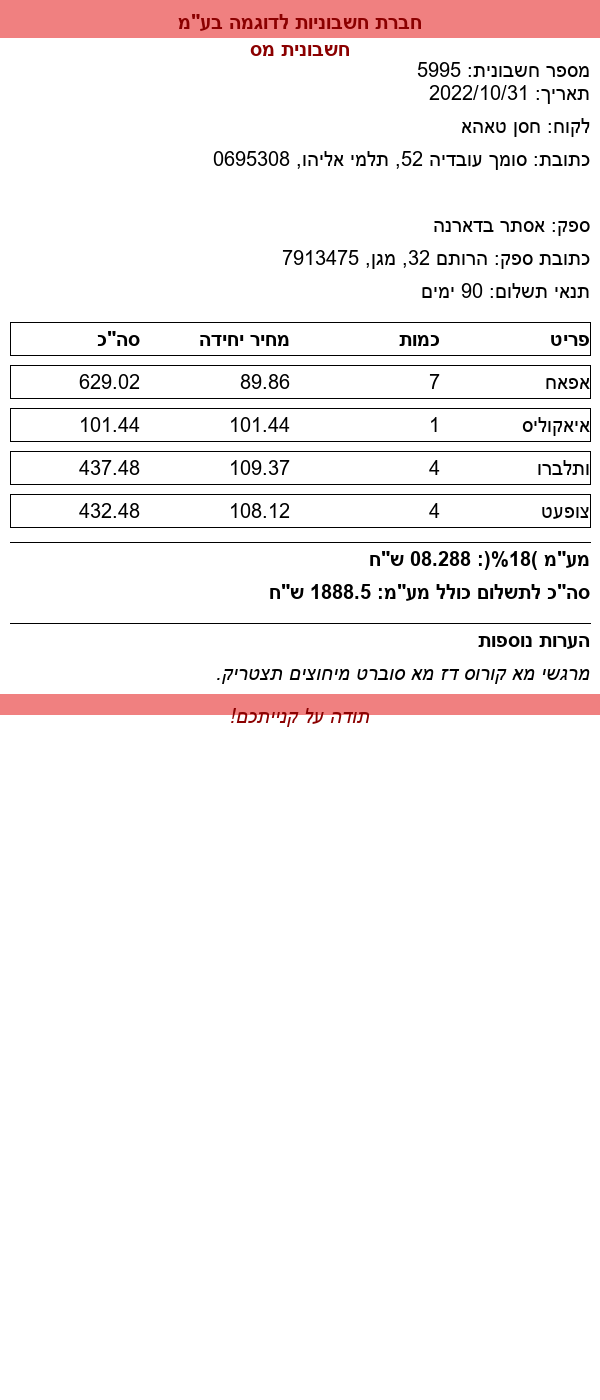 חברת חשבוניות לדוגמה בע"מ
חשבונית מס
מספר חשבונית: 5995
תאריך: 2022/10/31
לקוח: חסן טאהא
כתובת: סומך עובדיה 52, תלמי אליהו, 0695308
ספק: אסתר בדארנה
כתובת ספק: הרותם 32, מגן, 7913475
תנאי תשלום: 90 ימים
פריט כמות מחיר יחידה סה"כ
אפאח 7 89.86 629.02
איאקוליס 1 101.44 101.44
ותלברו 4 109.37 437.48
צופעט 4 108.12 432.48
מע"מ )18%(: 08.288 ש"ח
סה"כ לתשלום כולל מע"מ: 1888.5 ש"ח
הערות נוספות
מרגשי מא קורוס דז מא סוברט מיחוצים תצטריק.
תודה על קנייתכם!